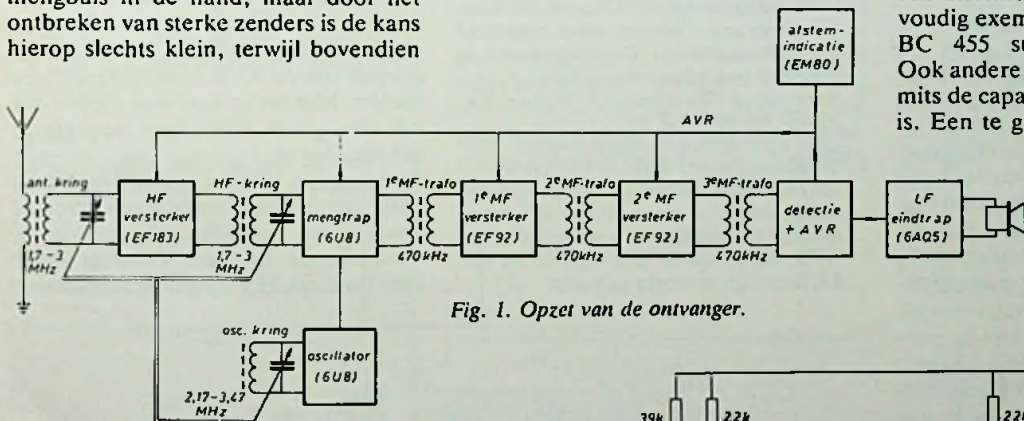 mengbuis in de hand, maar door het
ontbreken van sterke zenders is de kans
hierop slechts klein, terwijl bovendien
voudig exem
BC 455 su
Ook andere
mits de capa
is. Een te g
afstem-
indicatie
(EM80)
AVR
ant. kring
HF
versterker
(EF183)
HF-kring
mengtrap
(6U8)
1e MF-trafo
1e MF
versterker
(EF92)
2e MF-trafo
2e MF
versterker
(EF92)
3e MF-trafo
detectie
+ AVR
LF
eindtrap
(6AQ5)
1,7-3
MHz
1,7-3
MHz
470kHz
470kHz
470kHz
osc. kring
oscillator
(6U8)
2,17-3,47
MHz
Fig. 1. Opzet van de ontvanger.
39k
2,2k
22k